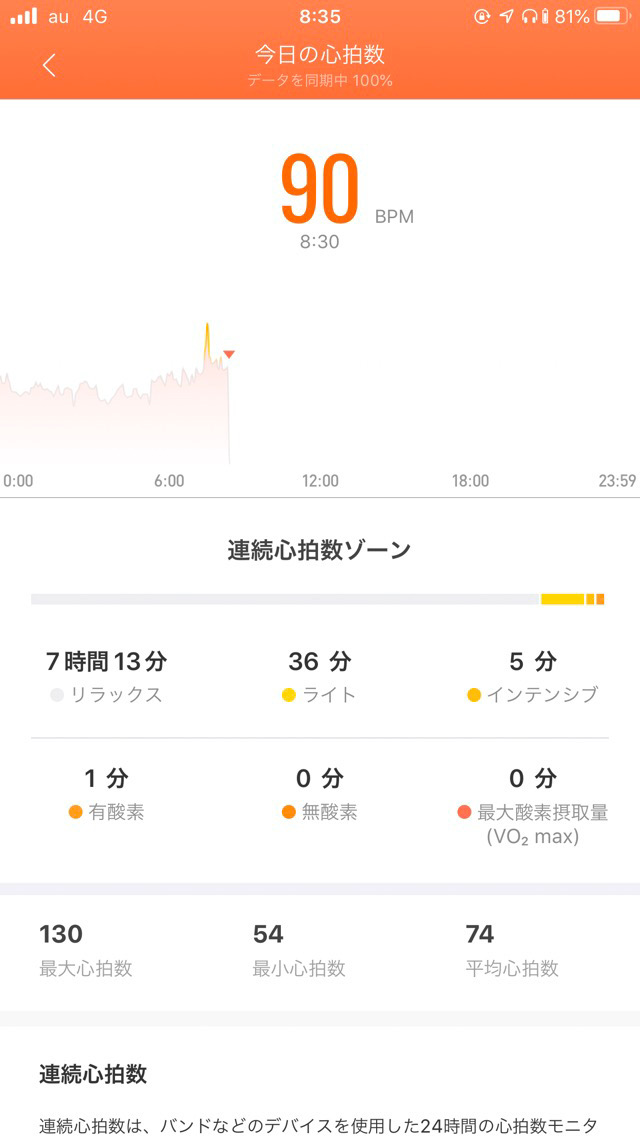 au 4G 8:35 81%
今日の心拍数
データを同期中 100%
90 BPM
8:30
0:00 6:00 12:00 18:00 23:59
連続心拍数ゾーン
7時間13分 36 分 5 分
リラックス ライト インテンシブ
1 分 0 分 0 分
有酸素 無酸素 最大酸素摂取量
(VO₂ max)
130 54 74
最大心拍数 最小心拍数 平均心拍数
連続心拍数
連続心拍数は、バンドなどのデバイスを使用した24時間の心拍数モニタ